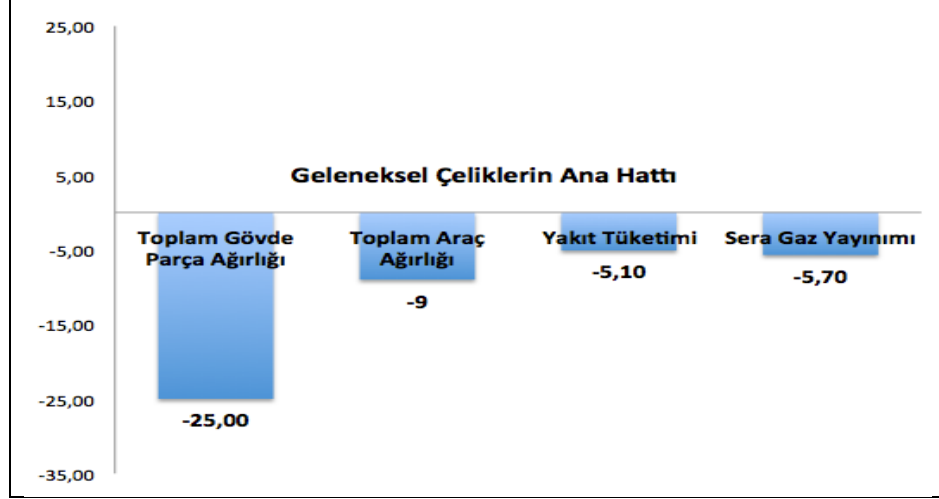 25,00
15,00
5,00
-5,00
-15,00
-25,00
-35,00
Geleneksel Çeliklerin Ana Hattı
Toplam Gövde
Parça Ağırlığı
-25,00
Toplam Araç
Ağırlığı
-9
Yakıt Tüketimi
-5,10
Sera Gaz Yayınımı
-5,70